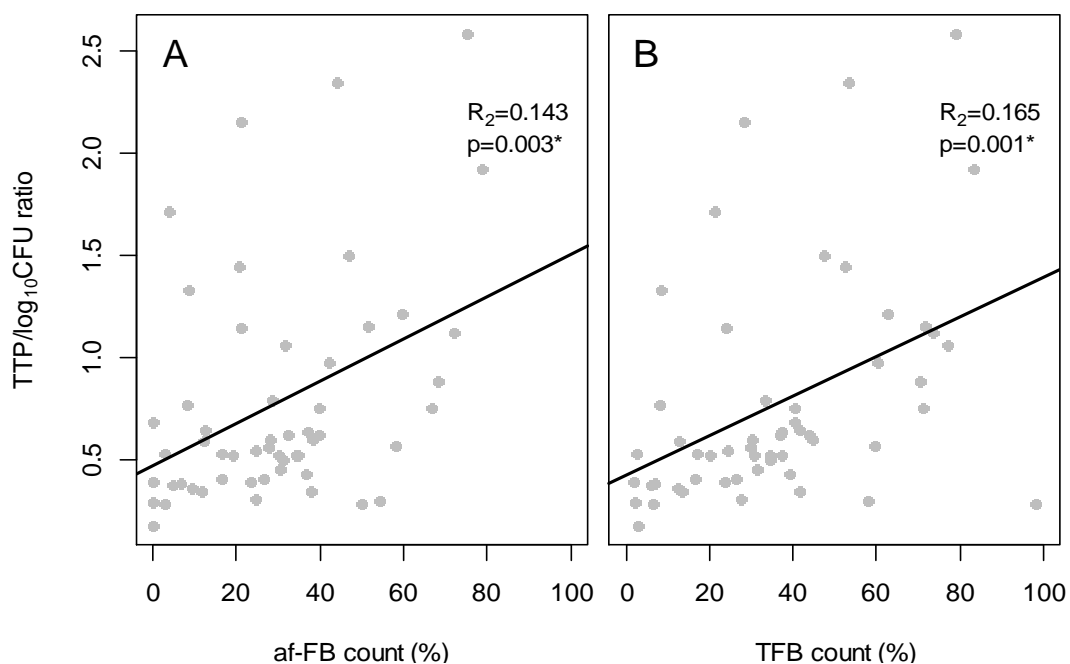 A
B
R₂=0.143
p=0.003*
R₂=0.165
p=0.001*
TTP/log₁₀CFU ratio
2.5
2.0
1.5
1.0
0.5
0 20 40 60 80 100
0 20 40 60 80 100
af-FB count (%)
TFB count (%)